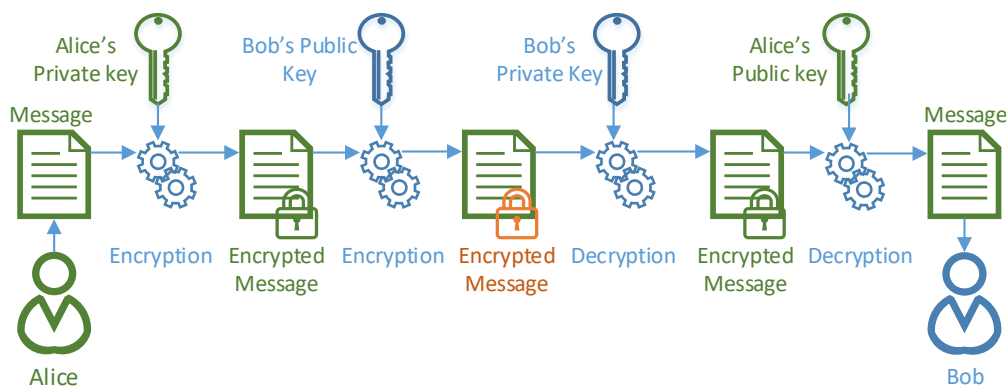 Alice's
Private key
Bob's Public
Key
Bob's
Private Key
Alice's
Public key
Message
Message
Encryption
Encrypted
Message
Encryption
Encrypted
Message
Decryption
Encrypted
Message
Decryption
Alice
Bob